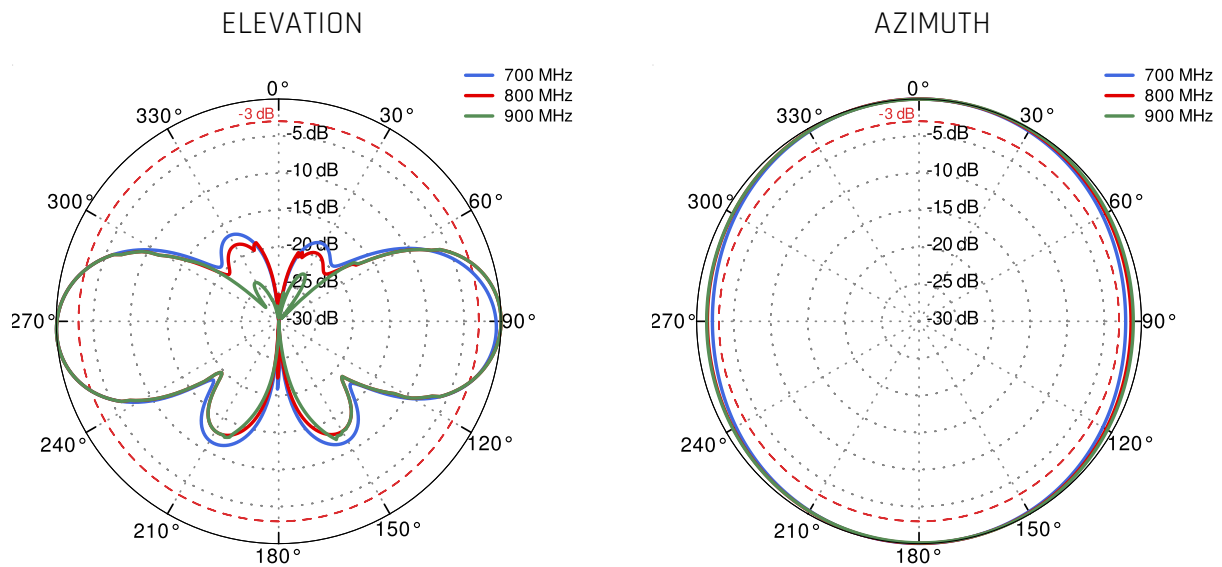 ELEVATION
700 MHz
800 MHz
900 MHz
0°
-3 dB
30°
330°
-5 dB
-10 dB
60°
300°
-15 dB
-20 dB
-25 dB
270°
-30 dB
90°
240°
120°
210°
150°
180°
AZIMUTH
700 MHz
800 MHz
900 MHz
0°
-3 dB
30°
330°
-5 dB
-10 dB
60°
300°
-15 dB
-20 dB
-25 dB
270°
-30 dB
90°
240°
120°
210°
150°
180°